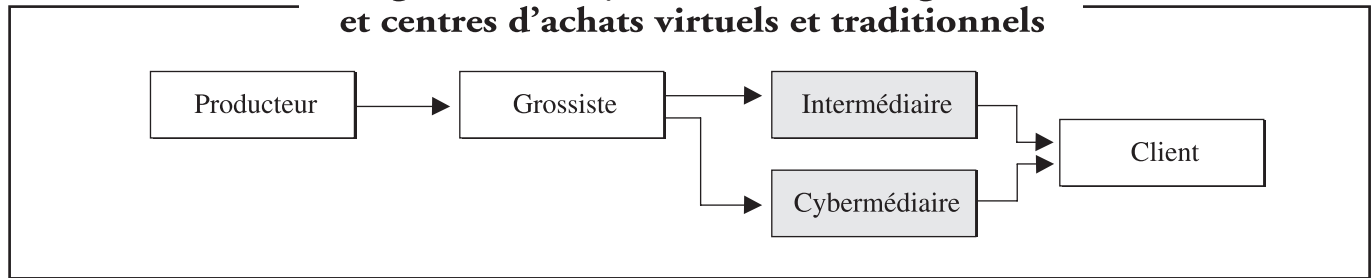 et centres d’achats virtuels et traditionnels
Producteur
Grossiste
Intermédiaire
Cybermédiaire
Client